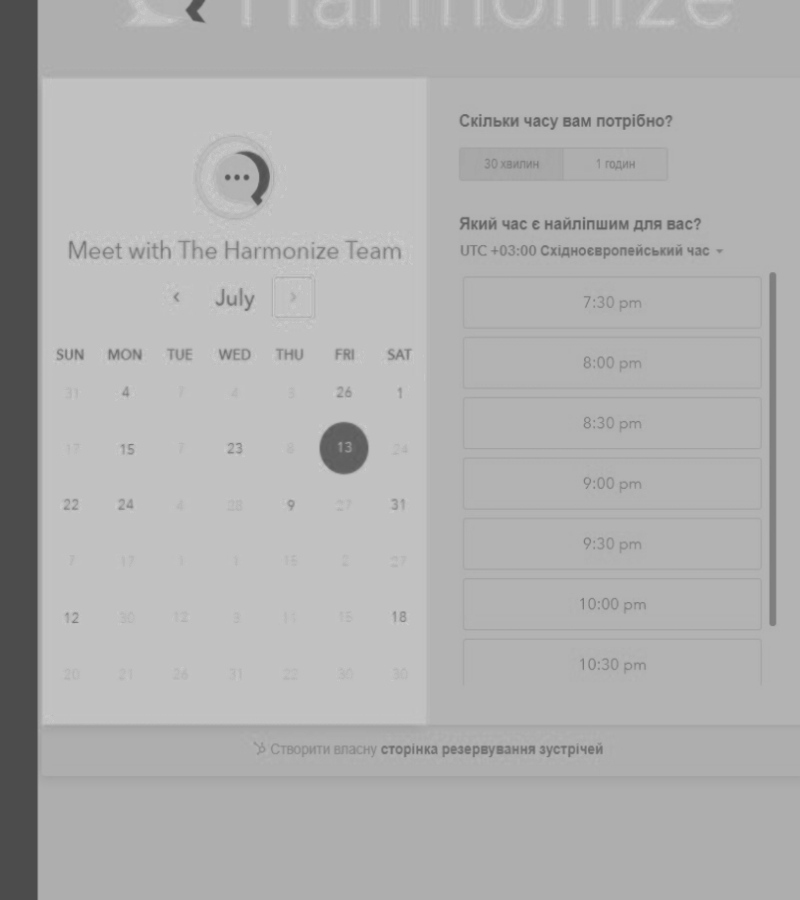 Harmonize
Meet with The Harmonize Team
July
SUN MON TUE WED THU FRI SAT
31 4 7 4 3 26 1
17 15 7 23 8 13 24
22 24 4 28 9 27 31
7 17 1 1 16 2 27
12 30 12 3 11 15 18
20 21 26 31 22 30 30
Скільки часу вам потрібно?
30 хвилин 1 годин
Який час є найліпшим для вас?
UTC +03:00 Східноєвропейський час
7:30 pm
8:00 pm
8:30 pm
9:00 pm
9:30 pm
10:00 pm
10:30 pm
Створити власну сторінка резервування зустрічей